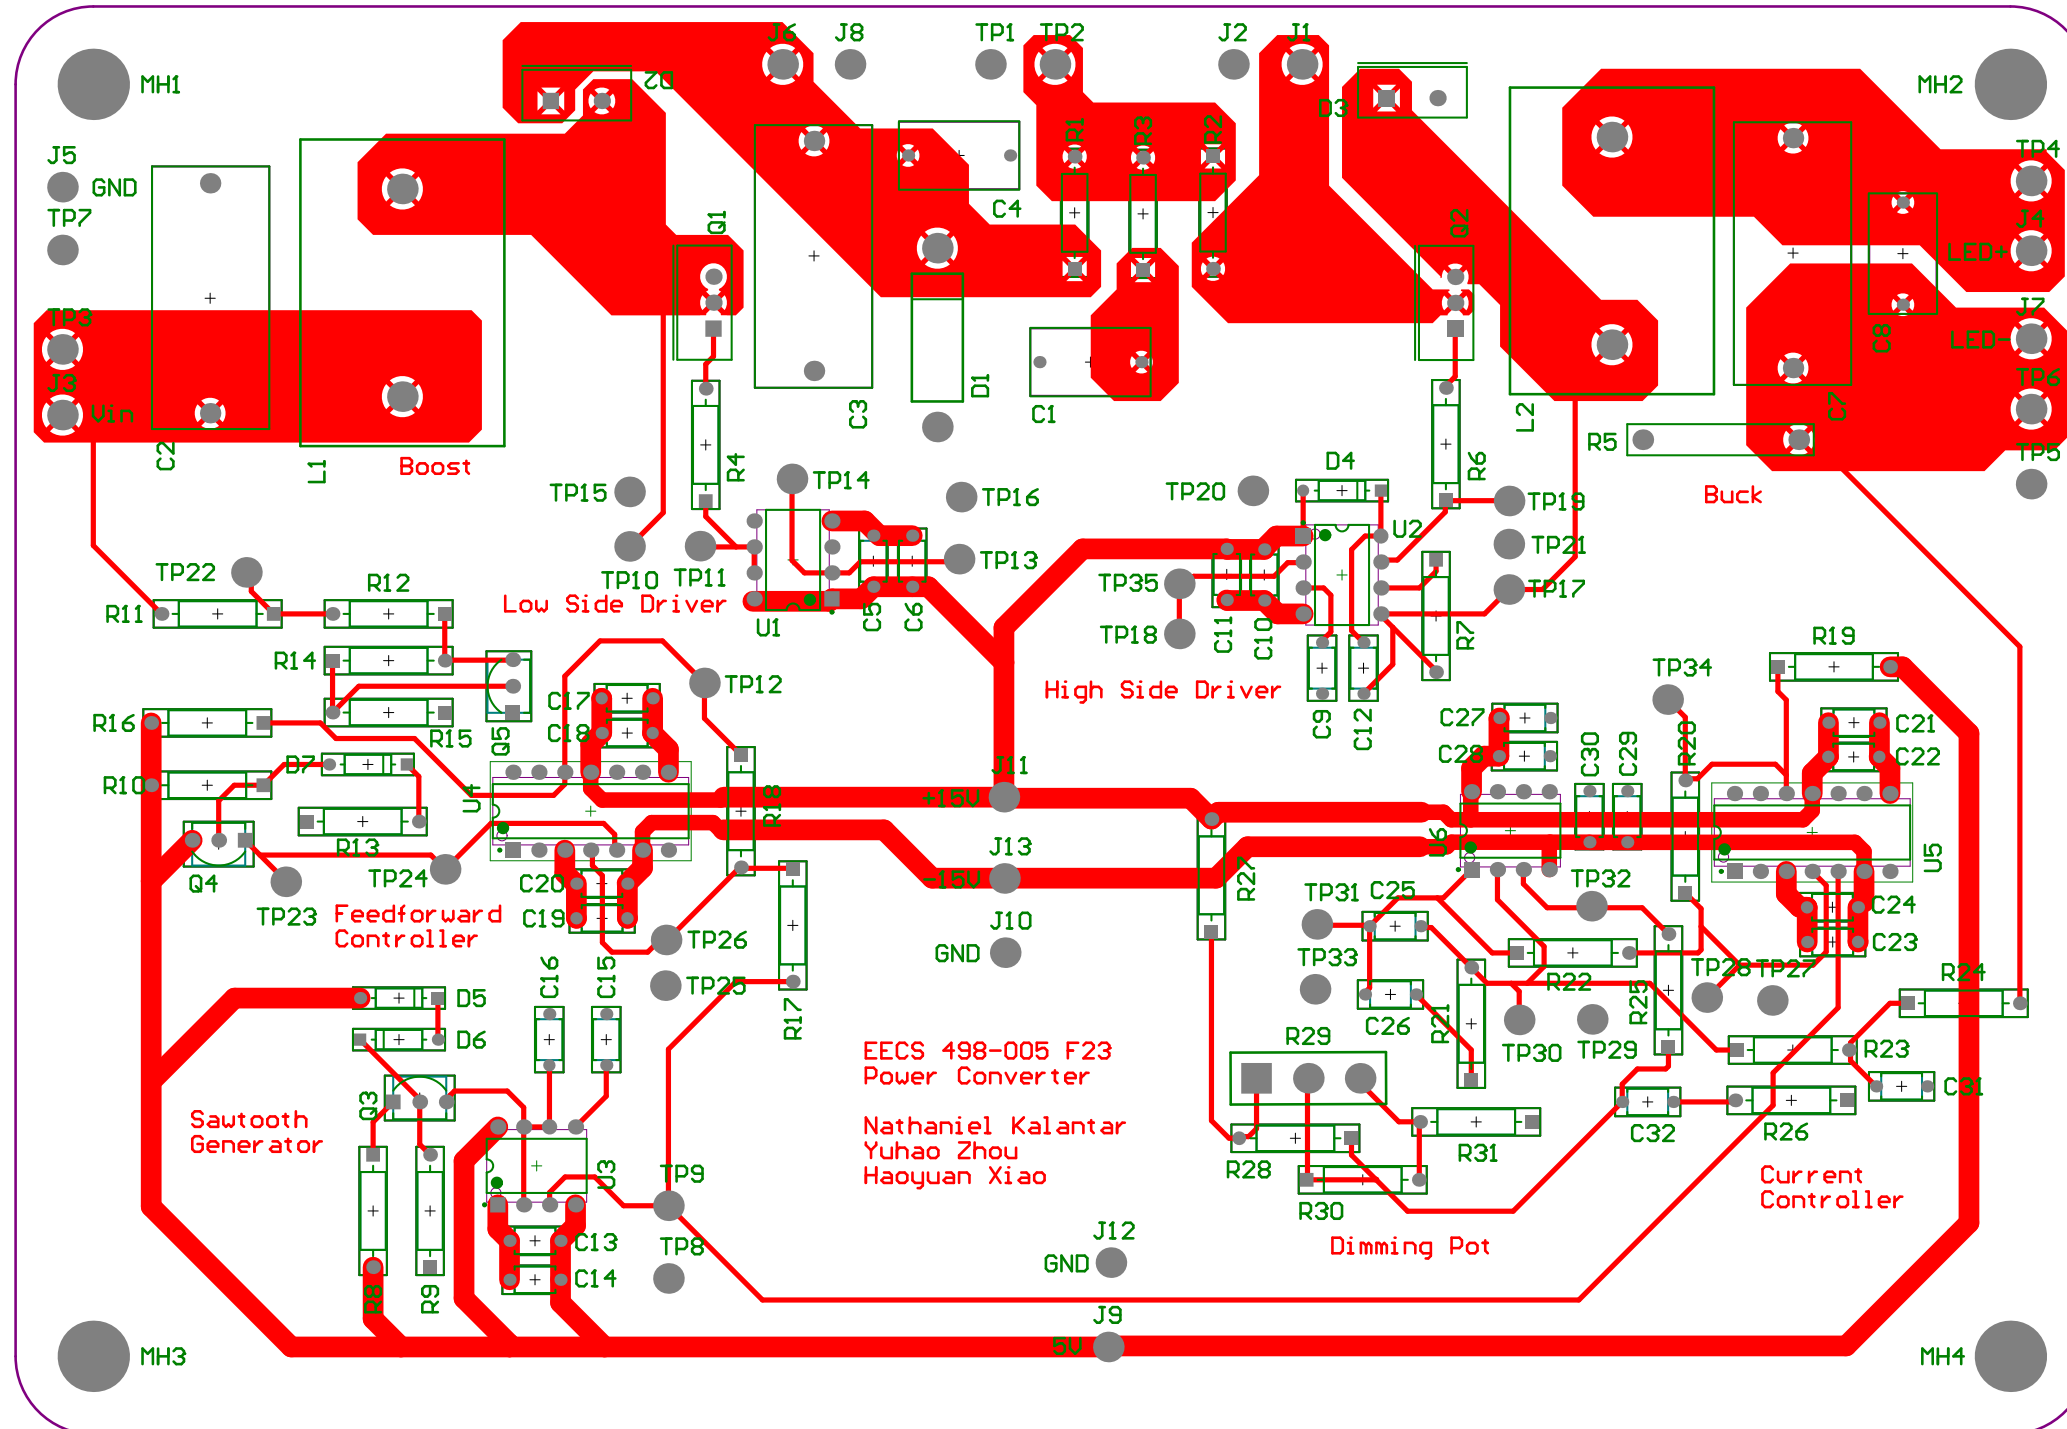 J6
J8
TP1
TP2
J2
J1
MH1
D2
D3
MH2
R1
R3
R2
J5
GND
TP7
TP4
J4
LED+
C4
Q1
Q2
TP3
J3
Vin
J7
LED-
TP6
C8
C2
L1
Boost
C3
D1
C1
L2
C7
R5
TP5
R4
TP14
TP15
TP16
TP20
D4
R6
TP19
Buck
U2
TP10
TP11
TP13
TP21
TP22
R12
R11
Low Side Driver
U1
C5
C6
TP35
TP18
C11
C10
TP17
R7
R14
TP12
C17
C18
High Side Driver
C9
C12
TP34
R19
R16
R15
Q5
C27
C28
C30
C29
R20
C21
C22
D7
R10
U4
R18
J11
+15V
R13
J13
-15V
U6
U5
Q4
TP24
TP23
C20
C19
R27
TP31
C25
TP32
C24
C23
Feedforward
Controller
J10
GND
TP26
TP25
TP33
R22
TP28
TP27
R24
C16
C15
R17
C26
R21
R25
D5
D6
EECS 498-005 F23
Power Converter
R29
TP30
TP29
R23
C31
Sawtooth
Generator
Q3
Nathaniel Kalantar
Yuhao Zhou
Haoyuan Xiao
R28
R31
C32
R26
U3
TP9
R30
Current
Controller
C13
C14
TP8
J12
GND
Dimming Pot
R8
R9
J9
5V
MH3
MH4